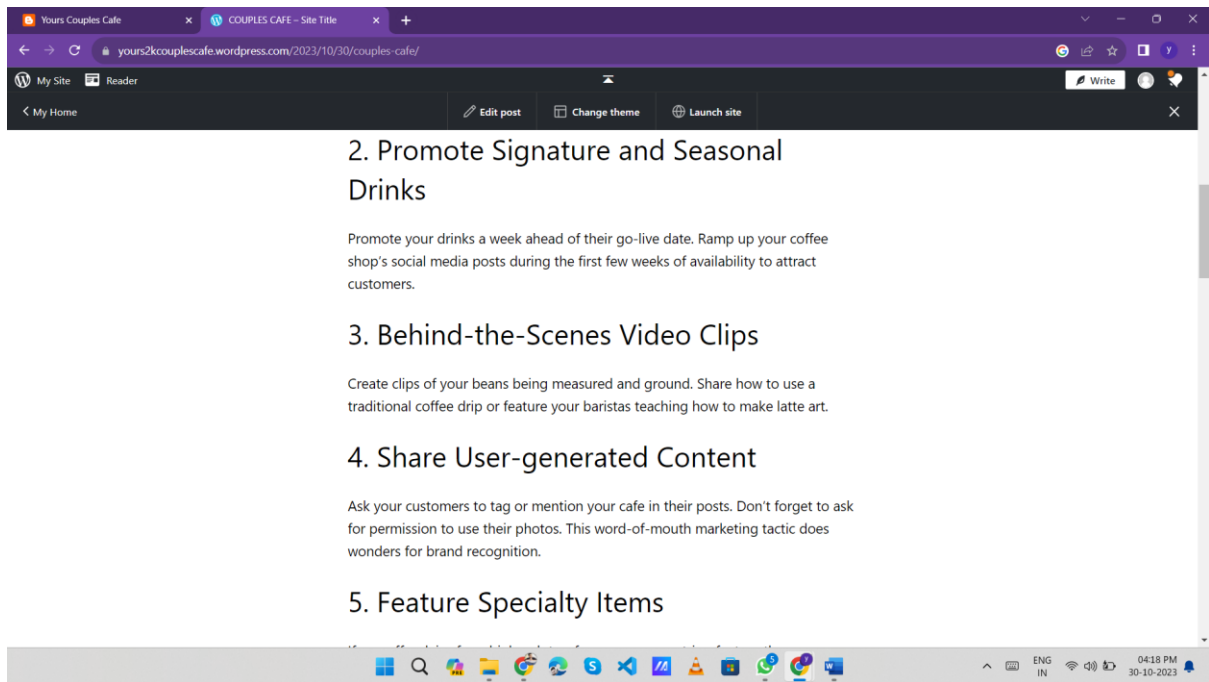 Yours Couples Cafe
COUPLES CAFE – Site Title
yours2kcouplescafe.wordpress.com/2023/10/30/couples-cafe/
My Site
Reader
Write
My Home
Edit post
Change theme
Launch site
2. Promote Signature and Seasonal
Drinks
Promote your drinks a week ahead of their go-live date. Ramp up your coffee
shop’s social media posts during the first few weeks of availability to attract
customers.
3. Behind-the-Scenes Video Clips
Create clips of your beans being measured and ground. Share how to use a
traditional coffee drip or feature your baristas teaching how to make latte art.
4. Share User-generated Content
Ask your customers to tag or mention your cafe in their posts. Don’t forget to ask
for permission to use their photos. This word-of-mouth marketing tactic does
wonders for brand recognition.
5. Feature Specialty Items
ENG
IN
04:18 PM
30-10-2023